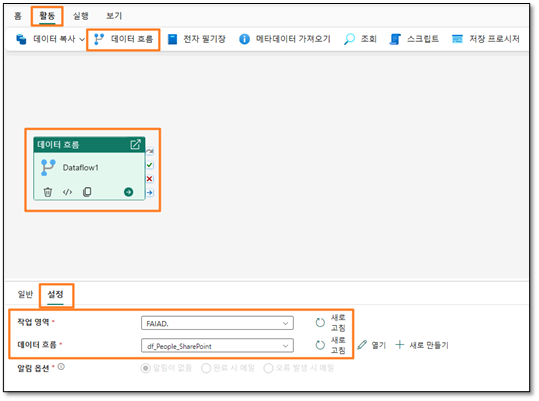 홈 활동 실행 보기
데이터 복사 데이터 흐름 전자 필기장 메타데이터 가져오기 조회 스크립트 저장 프로시저
데이터 흐름
Dataflow1
일반 설정
작업 영역 * FAIAD. 새로 고침
데이터 흐름 * df_People_SharePoint 새로 고침 열기 새로 만들기
알림 옵션 * 알림이 없음 완료 시 메일 오류 발생 시 메일